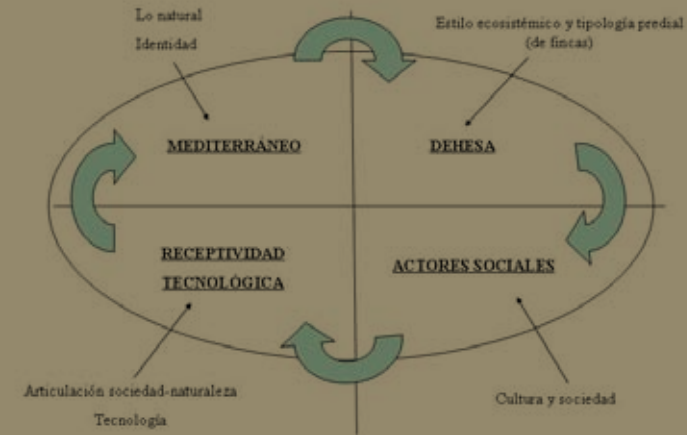 Lo natural
Identidad
Estilo ecosistémico y tipología predial
(de fincas)
MEDITERRÁNEO
DEHESA
RECEPTIVIDAD
TECNOLÓGICA
ACTORES SOCIALES
Articulación sociedad-naturaleza
Tecnología
Cultura y sociedad